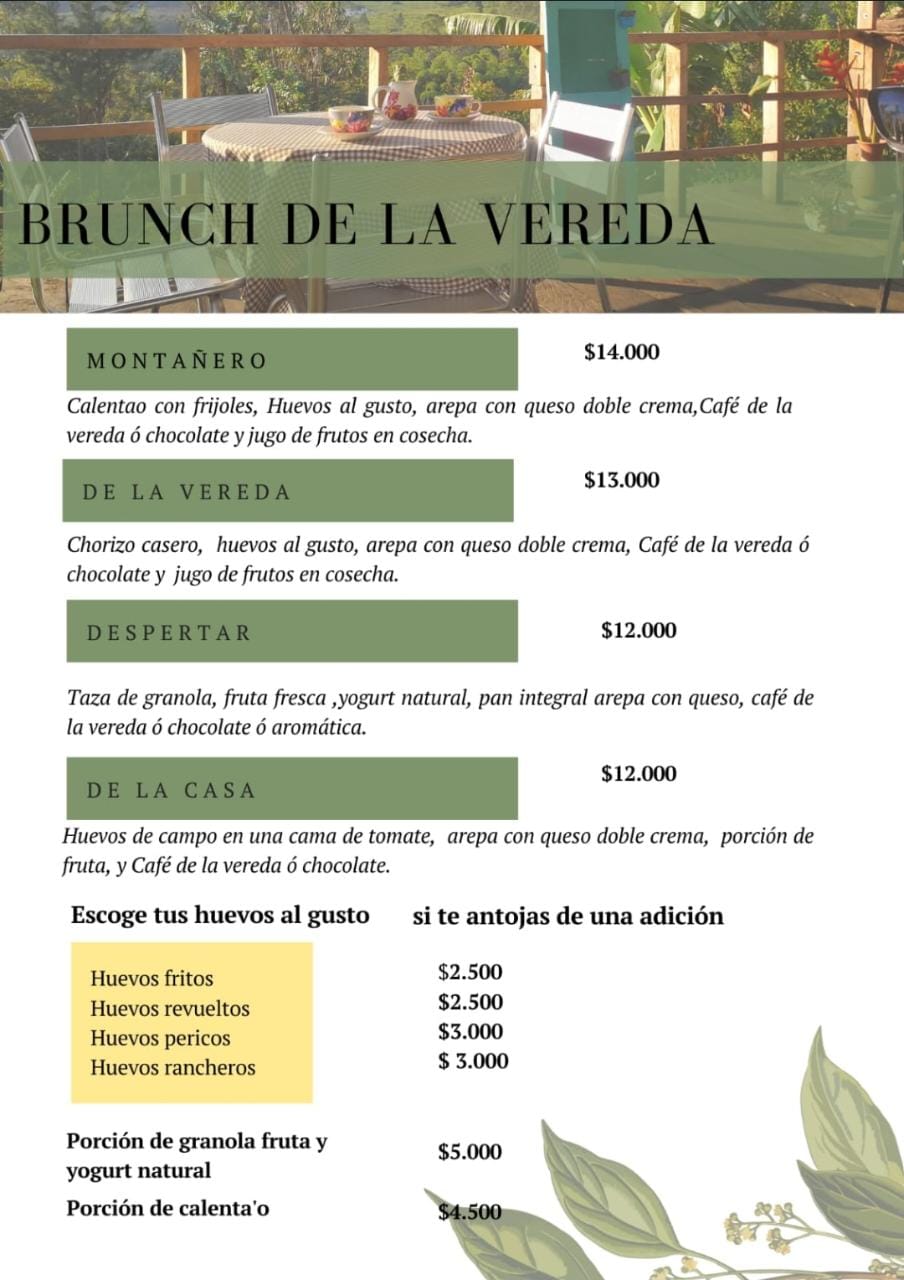 BRUNCH DE LA VEREDA
MONTAÑERO
$14.000
Calentao con frijoles, Huevos al gusto, arepa con queso doble crema,Café de la
vereda ó chocolate y jugo de frutos en cosecha.
DE LA VEREDA
$13.000
Chorizo casero, huevos al gusto, arepa con queso doble crema, Café de la vereda ó
chocolate y jugo de frutos en cosecha.
DESPERTAR
$12.000
Taza de granola, fruta fresca ,yogurt natural, pan integral arepa con queso, café de
la vereda ó chocolate ó aromática.
DE LA CASA
$12.000
Huevos de campo en una cama de tomate, arepa con queso doble crema, porción de
fruta, y Café de la vereda ó chocolate.
Escoge tus huevos al gusto
si te antojas de una adición
Huevos fritos
$2.500
Huevos revueltos
$2.500
Huevos pericos
$3.000
Huevos rancheros
$ 3.000
Porción de granola fruta y
yogurt natural
$5.000
Porción de calenta'o
$4.500